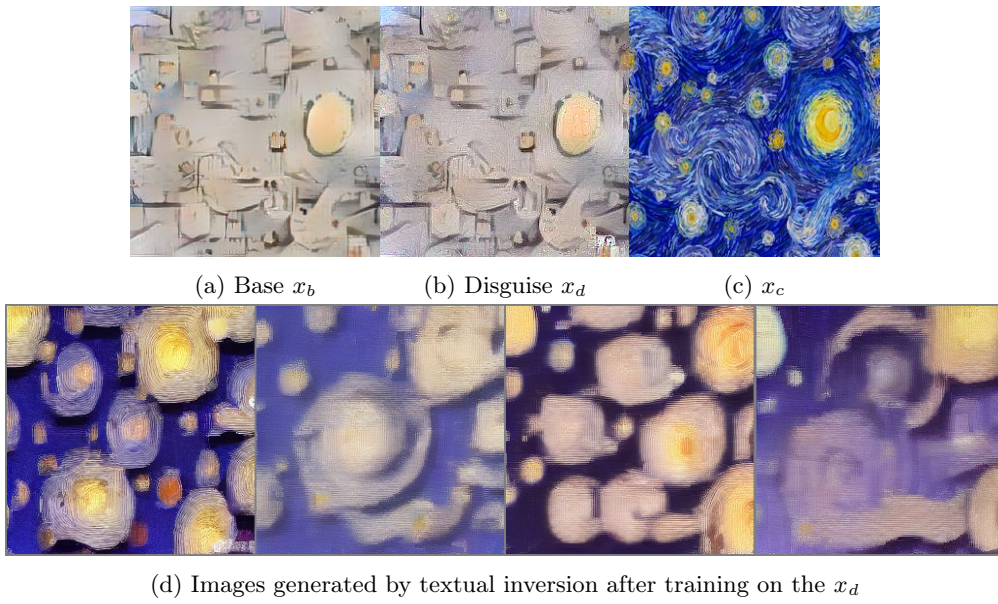 (a) Base x_b
(b) Disguise x_d
(c) x_c
(d) Images generated by textual inversion after training on the x_d